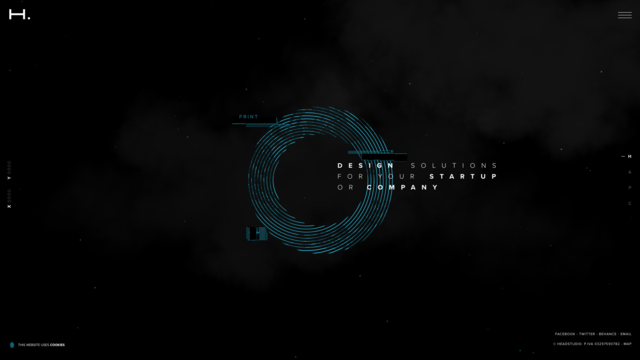 H.
PRINT
DESIGN SOLUTIONS
FOR YOUR STARTUP
OR COMPANY
H
THIS WEBSITE USES COOKIES.
FACEBOOK · TWITTER · BEHANCE · EMAIL